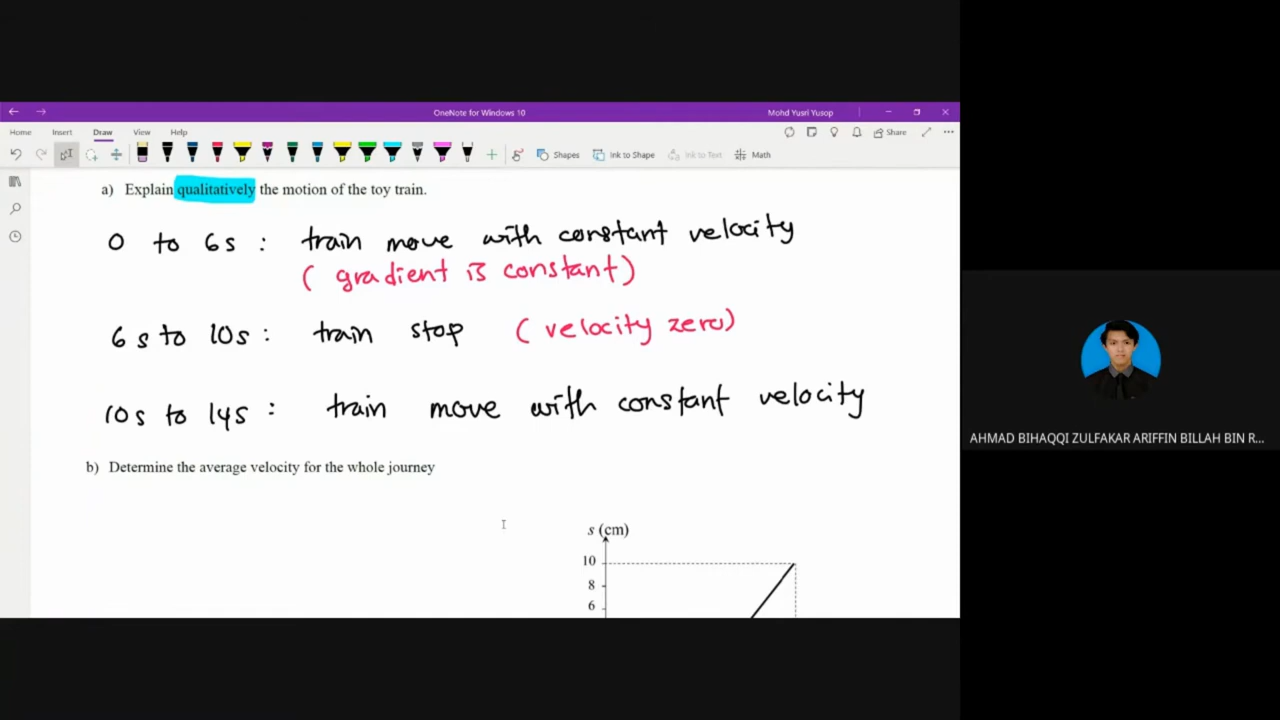 OneNote for Windows 10
Mohd Yusri Yusop
Home Insert Draw View Help
Share
Shapes Ink to Shape Ink to Text Math
a) Explain qualitatively the motion of the toy train.
0 to 6s : train move with constant velocity
( gradient is constant )
6s to 10s : train stop ( velocity zero )
10s to 14s : train move with constant velocity
b) Determine the average velocity for the whole journey
s (cm)
10
8
6
AHMAD BIHAQQI ZULFAKAR ARIFFIN BILLAH BIN R...